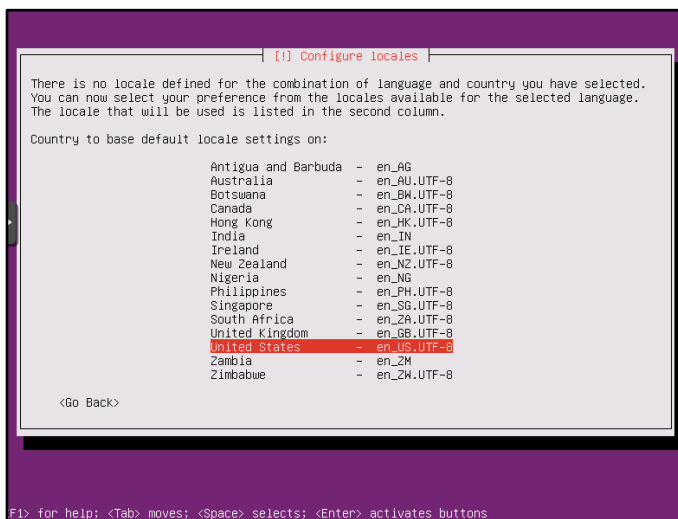 [!] Configure locales
There is no locale defined for the combination of language and country you have selected.
You can now select your preference from the locales available for the selected language.
The locale that will be used is listed in the second column.
Country to base default locale settings on:
Antigua and Barbuda - en_AG
Australia - en_AU.UTF-8
Botswana - en_BW.UTF-8
Canada - en_CA.UTF-8
Hong Kong - en_HK.UTF-8
India - en_IN
Ireland - en_IE.UTF-8
New Zealand - en_NZ.UTF-8
Nigeria - en_NG
Philippines - en_PH.UTF-8
Singapore - en_SG.UTF-8
South Africa - en_ZA.UTF-8
United Kingdom - en_GB.UTF-8
United States - en_US.UTF-8
Zambia - en_ZM
Zimbabwe - en_ZW.UTF-8
<Go Back>
F1> for help; <Tab> moves; <Space> selects; <Enter> activates buttons